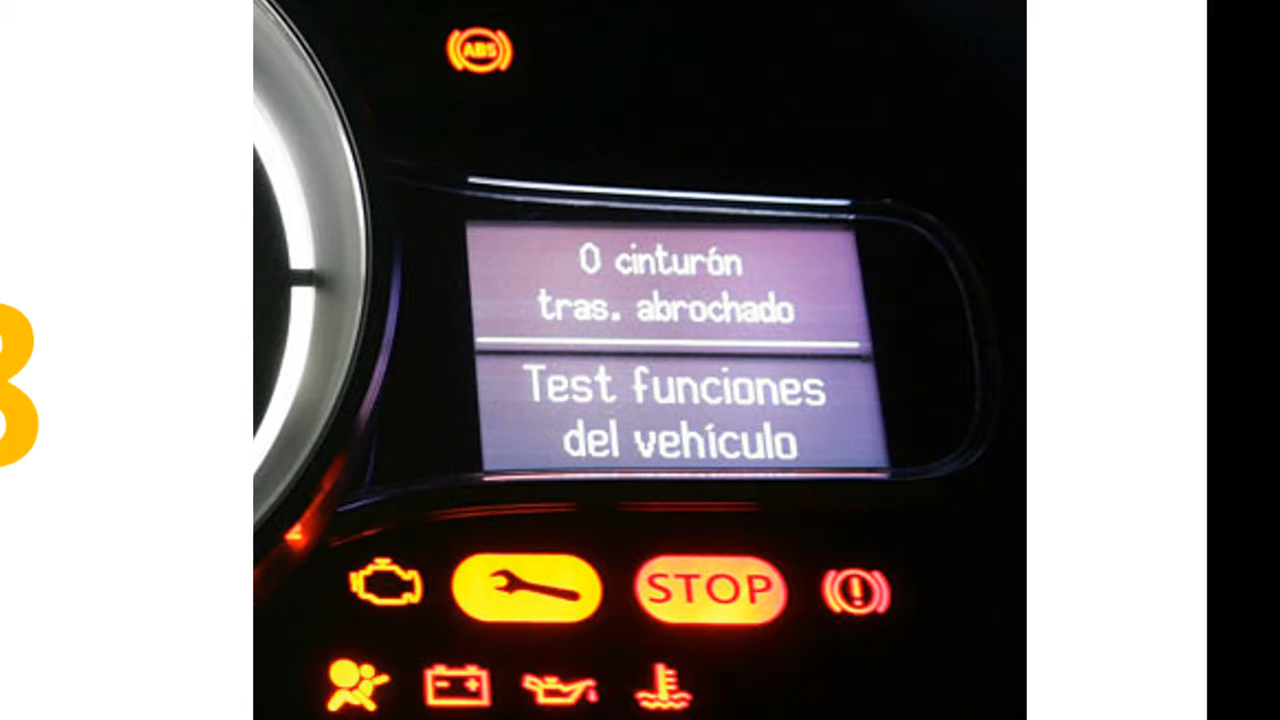 ABS
0 cinturón
tras. abrochado
Test funciones
del vehículo
STOP